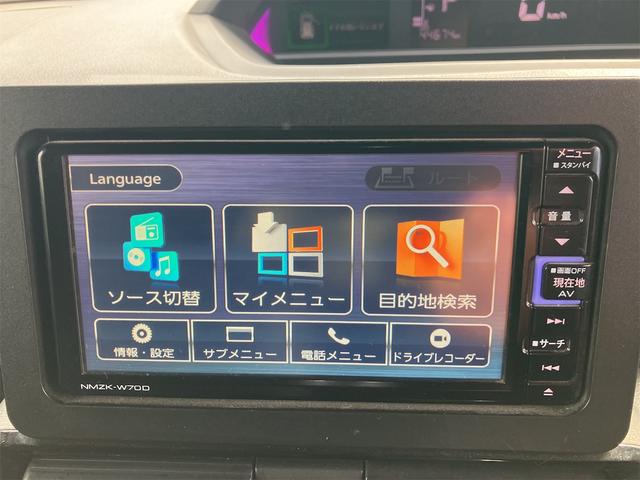 0 km/h
Language
ルート
ソース切替
マイメニュー
目的地検索
情報・設定
サブメニュー
電話メニュー
ドライブレコーダー
NMZK-W70D
メニュー
スタンバイ
音量
画面OFF
現在地
AV
サーチ